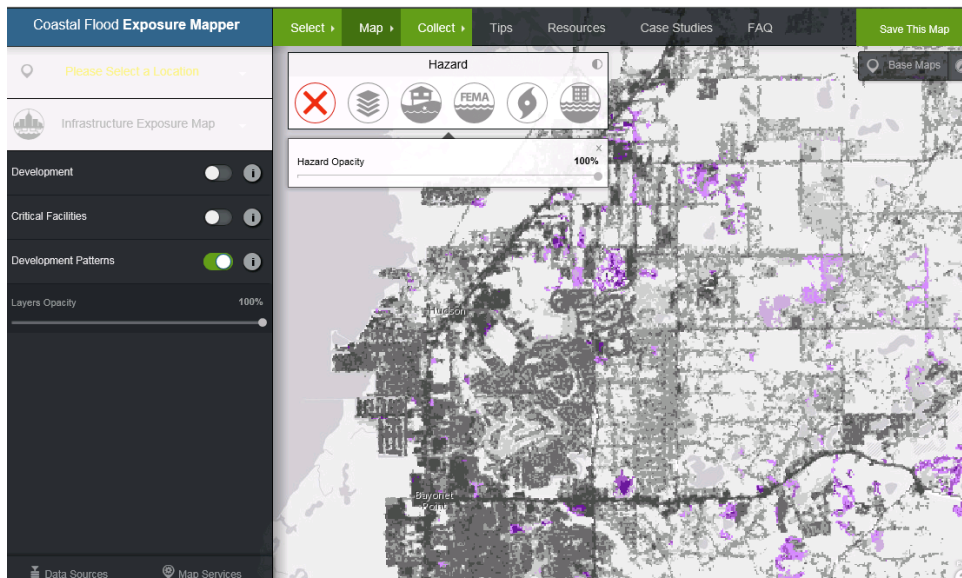 Coastal Flood Exposure Mapper
Select
Map
Collect
Tips
Resources
Case Studies
FAQ
Save This Map
Please Select a Location
Infrastructure Exposure Map
Development
i
Critical Facilities
i
Development Patterns
i
Layers Opacity 100%
Data Sources
Map Services
Hazard
FEMA
x
Hazard Opacity 100%
Base Maps
Hudson
Bayonet
Point